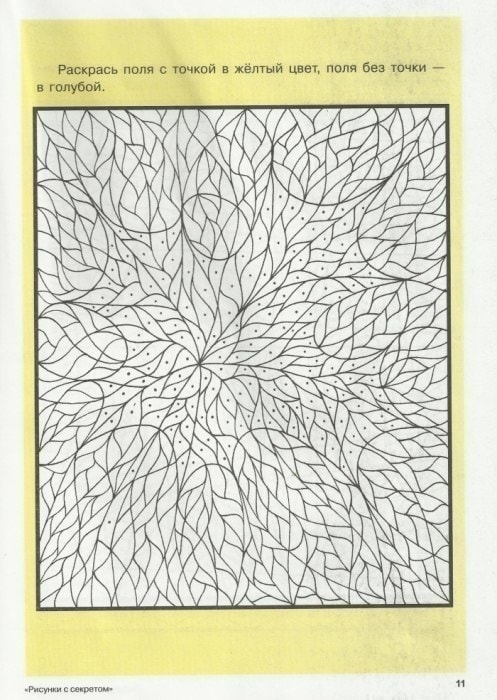 Раскрась поля с точкой в жёлтый цвет, поля без точки —
в голубой.
«Рисунки с секретом»
11